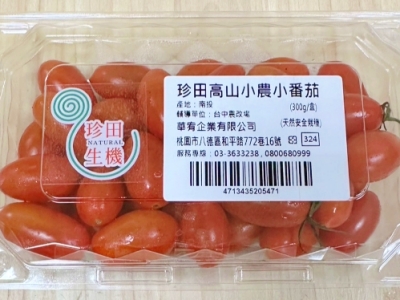 珍田
NATURAL
生機
珍田高山小農小番茄
產地：南投
(300g/盒)
輔導單位：台中農改場
(天然安全栽種)
華宥企業有限公司
桃園市八德區和平路772巷16號
324
服務專線：03-3633238，0800680999
4713435205471